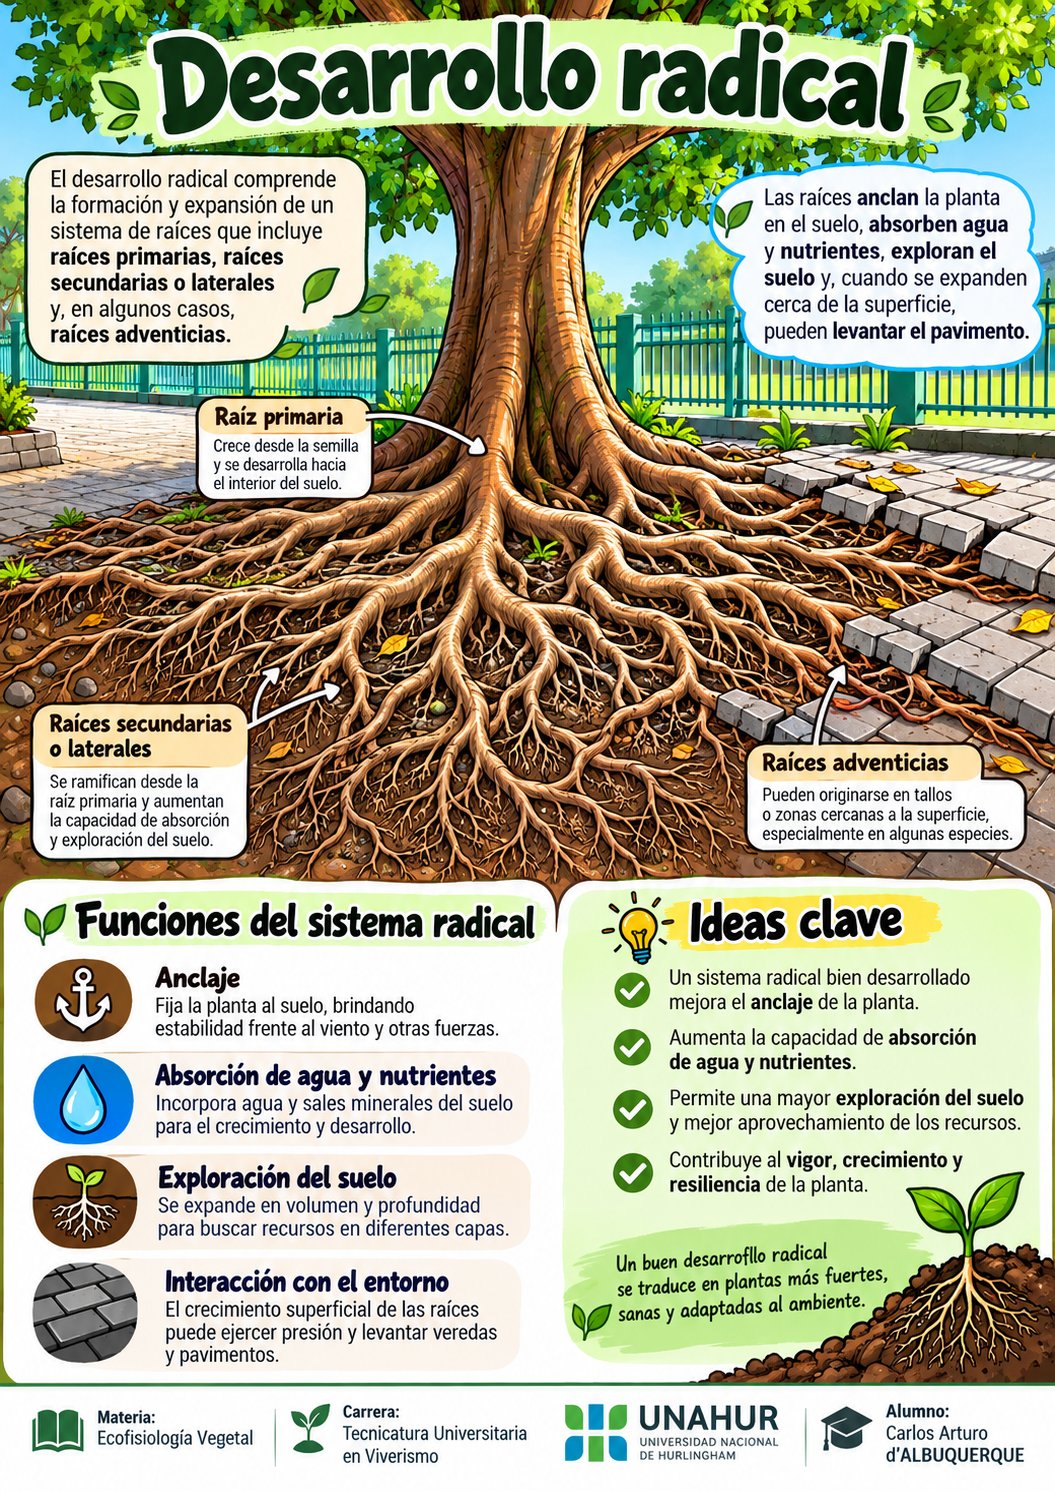 Desarrollo radical
El desarrollo radical comprende
la formación y expansión de un
sistema de raíces que incluye
raíces primarias, raíces
secundarias o laterales
y, en algunos casos,
raíces adventicias.
Las raíces anclan la planta
en el suelo, absorben agua
y nutrientes, exploran el
suelo y, cuando se expanden
cerca de la superficie,
pueden levantar el pavimento.
Raíz primaria
Crece desde la semilla
y se desarrolla hacia
el interior del suelo.
Raíces secundarias
o laterales
Se ramifican desde la
raíz primaria y aumentan
la capacidad de absorción
y exploración del suelo.
Raíces adventicias
Pueden originarse en tallos
o zonas cercanas a la superficie,
especialmente en algunas especies.
Funciones del sistema radical
Anclaje
Fija la planta al suelo, brindando
estabilidad frente al viento y otras fuerzas.
Absorción de agua y nutrientes
Incorpora agua y sales minerales del suelo
para el crecimiento y desarrollo.
Exploración del suelo
Se expande en volumen y profundidad
para buscar recursos en diferentes capas.
Interacción con el entorno
El crecimiento superficial de las raíces
puede ejercer presión y levantar veredas
y pavimentos.
Ideas clave
Un sistema radical bien desarrollado
mejora el anclaje de la planta.
Aumenta la capacidad de absorción
de agua y nutrientes.
Permite una mayor exploración del suelo
y mejor aprovechamiento de los recursos.
Contribuye al vigor, crecimiento y
resiliencia de la planta.
Un buen desarrofllo radical
se traduce en plantas más fuertes,
sanas y adaptadas al ambiente.
Materia:
Ecofisiología Vegetal
Carrera:
Tecnicatura Universitaria
en Viverismo
UNAHUR
UNIVERSIDAD NACIONAL
DE HURLINGHAM
Alumno:
Carlos Arturo
d'ALBUQUERQUE